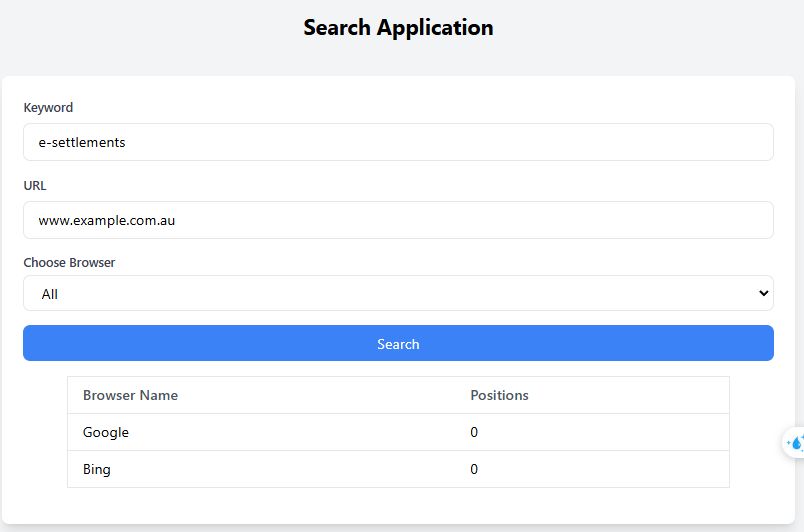 Search Application
Keyword
e-settlements
URL
www.example.com.au
Choose Browser
All
Search
Browser Name Positions
Google 0
Bing 0